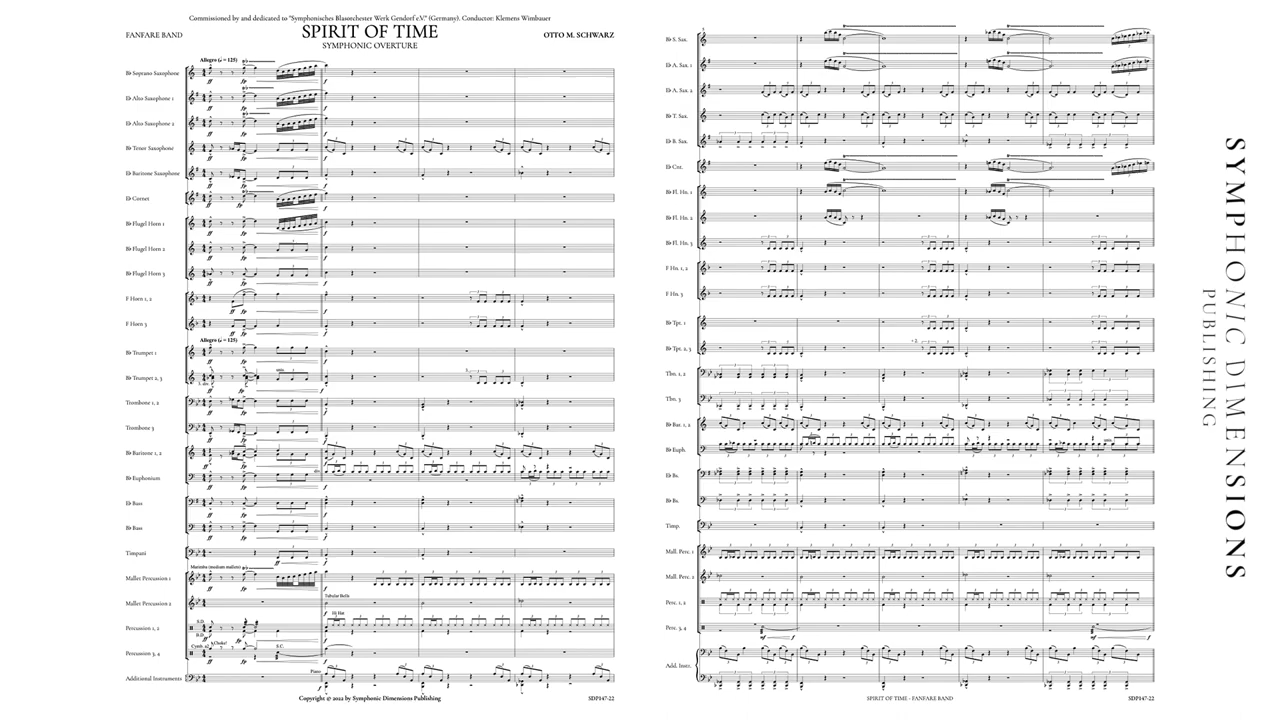 Commissioned by and dedicated to "Symphonisches Blasorchester Werk Gendorf e.V." (Germany). Conductor: Klemens Wimbauer
FANFARE BAND
SPIRIT OF TIME
OTTO M. SCHWARZ
SYMPHONIC OVERTURE
Allegro (♩ = 125)
B♭ Soprano Saxophone
E♭ Alto Saxophone 1
E♭ Alto Saxophone 2
B♭ Tenor Saxophone
E♭ Baritone Saxophone
E♭ Cornet
B♭ Flugel Horn 1
B♭ Flugel Horn 2
B♭ Flugel Horn 3
F Horn 1, 2
F Horn 3
Allegro (♩ = 125)
B♭ Trumpet 1
B♭ Trumpet 2, 3
Trombone 1, 2
Trombone 3
B♭ Baritone 1, 2
B♭ Euphonium
E♭ Bass
B♭ Bass
Timpani
Marimba (medium mallets)
Mallet Percussion 1
Tubular Bells
Mallet Percussion 2
Hi Hat
S.D.
Percussion 1, 2
B.D.
Cymb. a2
S.C.
Percussion 3, 4
Piano
Additional Instruments
Copyright © 2022 by Symphonic Dimensions Publishing
SDP147-22
B♭ S. Sax.
E♭ A. Sax. 1
E♭ A. Sax. 2
B♭ T. Sax.
E♭ B. Sax.
E♭ Cnt.
B♭ Fl. Hn. 1
B♭ Fl. Hn. 2
B♭ Fl. Hn. 3
F Hn. 1, 2
F Hn. 3
B♭ Tpt. 1
B♭ Tpt. 2, 3
Tbn. 1, 2
Tbn. 3
B♭ Bar. 1, 2
B♭ Euph.
E♭ Bs.
B♭ Bs.
Timp.
Mall. Perc. 1
Mall. Perc. 2
Perc. 1, 2
Perc. 3, 4
mf f
mf f
Add. Instr.
SPIRIT OF TIME - FANFARE BAND
SDP147-22
SYMPHONIC DIMENSIONS
PUBLISHING